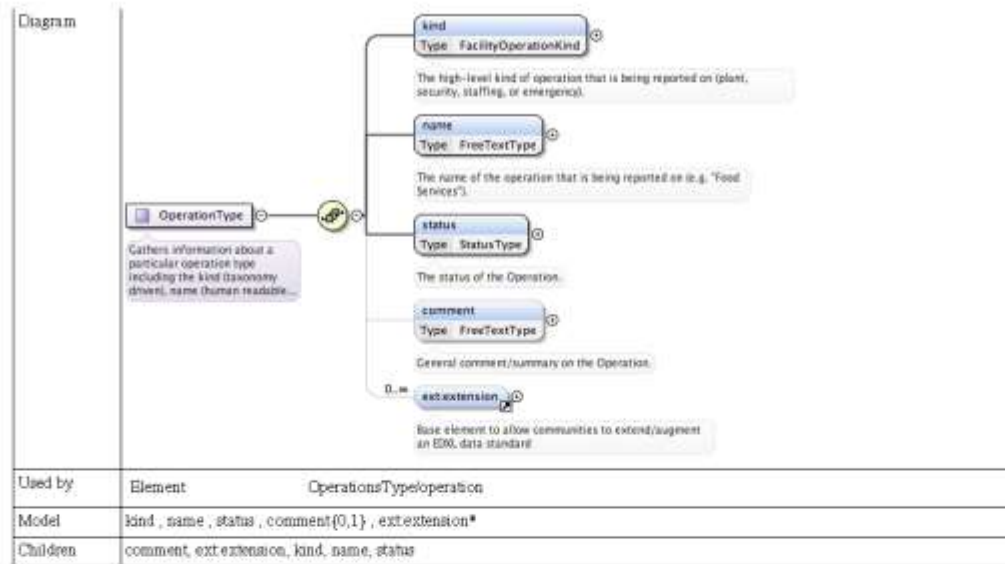 Diagram
kind
Type FacilityOperationKind
The high-level kind of operation that is being reported on (plant,
security, staffing, or emergency).
name
Type FreeTextType
The name of the operation that is being reported on (e.g. "Food
Services").
OperationType
Gathers information about a
particular operation type
including the kind (taxonomy
driven), name (human readable...
status
Type StatusType
The status of the Operation.
comment
Type FreeTextType
General comment/summary on the Operation.
0..∞
ext:extension
Base element to allow communities to extend/augment
an EDXL data standard
Used by Element OperationsType/operation
Model kind , name , status , comment{0,1} , ext:extension*
Children comment, ext:extension, kind, name, status